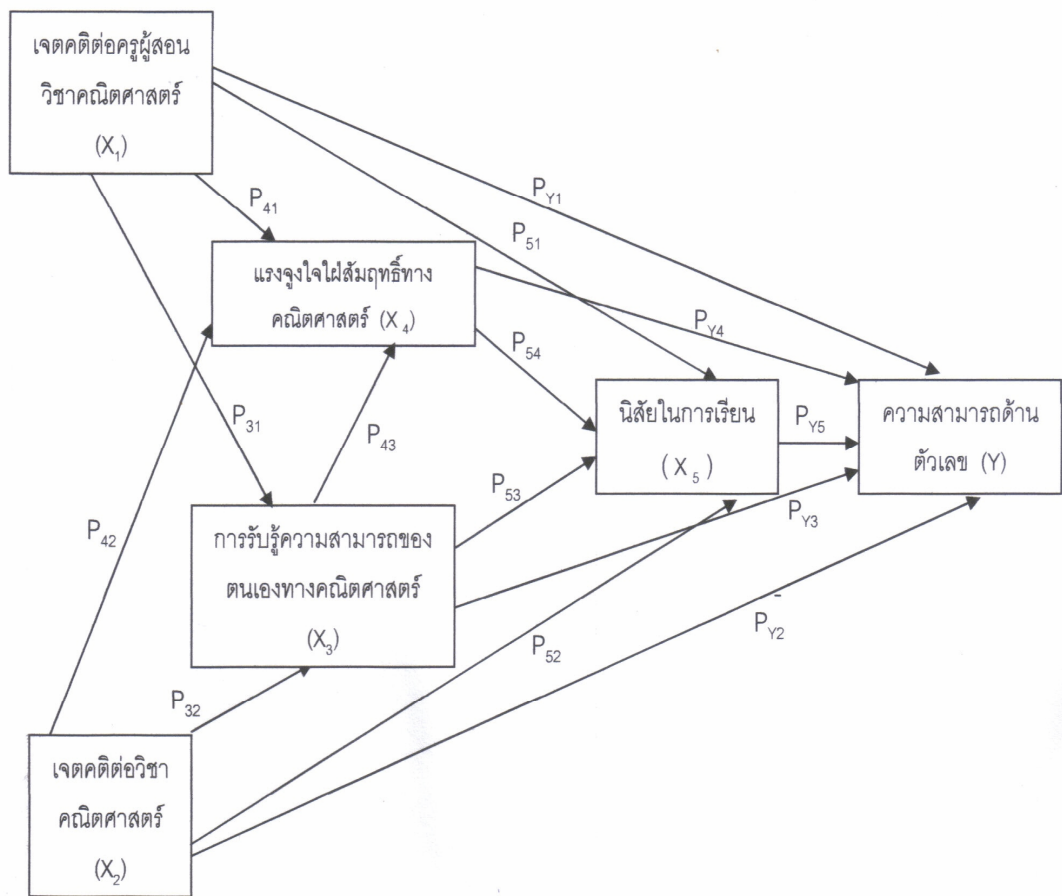 เจตคติต่อครูผู้สอน
วิชาคณิตศาสตร์
(X1)
PY1
P41
P51
แรงจูงใจใฝ่สัมฤทธิ์ทาง
คณิตศาสตร์ (X4)
PY4
P54
P31
P43
นิสัยในการเรียน
(X5)
PY5
ความสามารถด้าน
ตัวเลข (Y)
P53
P42
การรับรู้ความสามารถของ
ตนเองทางคณิตศาสตร์
(X3)
PY3
P52
PY2
P32
เจตคติต่อวิชา
คณิตศาสตร์
(X2)